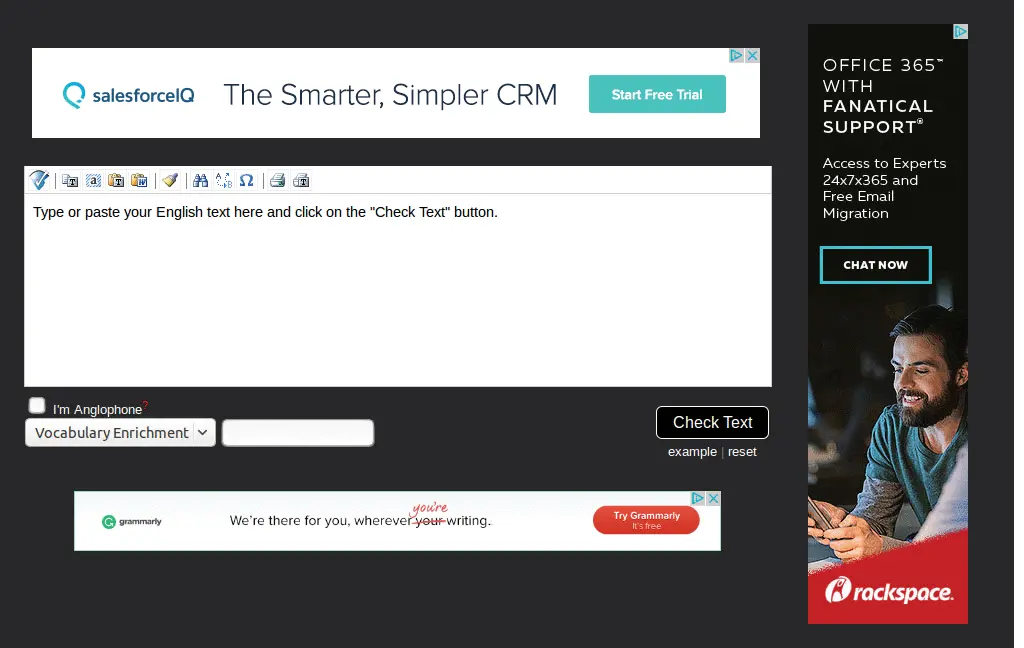 salesforceIQ The Smarter, Simpler CRM Start Free Trial
Type or paste your English text here and click on the "Check Text" button.
I'm Anglophone?
Vocabulary Enrichment
Check Text
example | reset
grammarly
you're
We're there for you, wherever your writing.
Try Grammarly
It's free
OFFICE 365™
WITH
FANATICAL
SUPPORT®
Access to Experts
24x7x365 and
Free Email
Migration
CHAT NOW
rackspace.